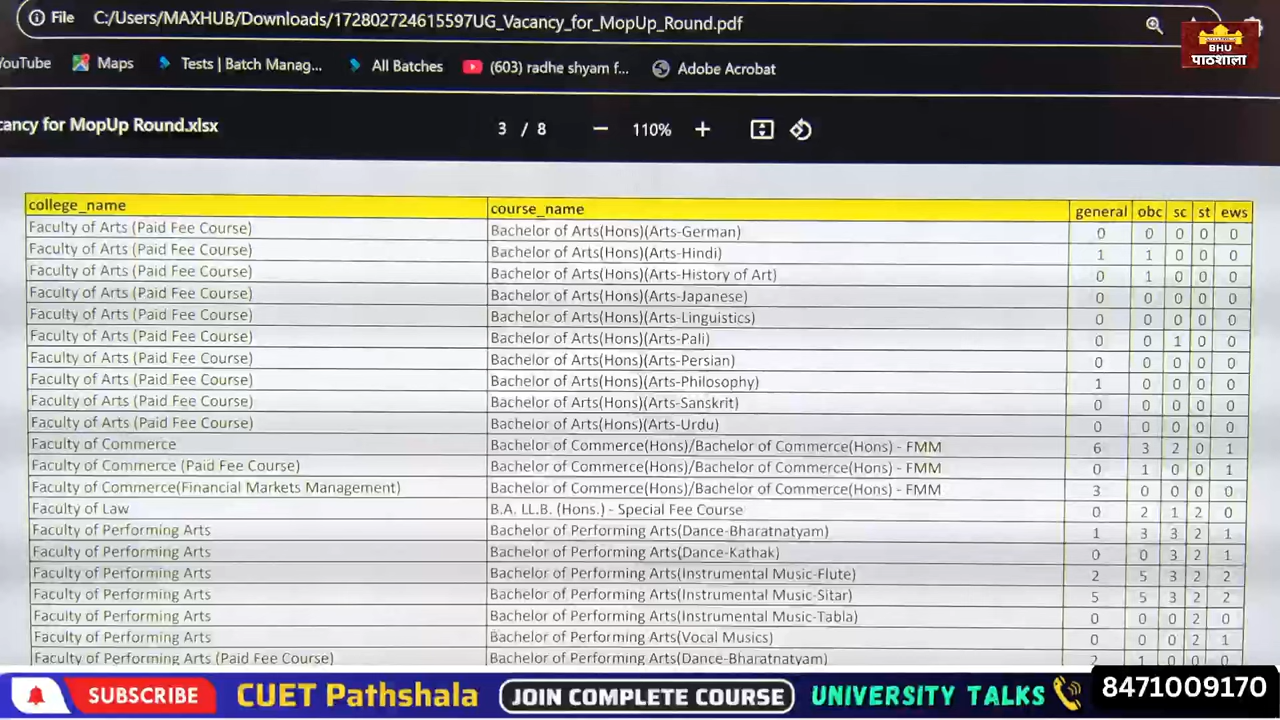 File C:/Users/MAXHUB/Downloads/172802724615597UG_Vacancy_for_MopUp_Round.pdf
BHU
पाठशाला
YouTube Maps Tests | Batch Manag... All Batches (603) radhe shyam f... Adobe Acrobat
cancy for MopUp Round.xlsx 3 / 8 — 110% +
college_name course_name general obc sc st ews
Faculty of Arts (Paid Fee Course) Bachelor of Arts(Hons)(Arts-German) 0 0 0 0 0
Faculty of Arts (Paid Fee Course) Bachelor of Arts(Hons)(Arts-Hindi) 1 1 0 0 0
Faculty of Arts (Paid Fee Course) Bachelor of Arts(Hons)(Arts-History of Art) 0 1 0 0 0
Faculty of Arts (Paid Fee Course) Bachelor of Arts(Hons)(Arts-Japanese) 0 0 0 0 0
Faculty of Arts (Paid Fee Course) Bachelor of Arts(Hons)(Arts-Linguistics) 0 0 0 0 0
Faculty of Arts (Paid Fee Course) Bachelor of Arts(Hons)(Arts-Pali) 0 0 1 0 0
Faculty of Arts (Paid Fee Course) Bachelor of Arts(Hons)(Arts-Persian) 0 0 0 0 0
Faculty of Arts (Paid Fee Course) Bachelor of Arts(Hons)(Arts-Philosophy) 1 0 0 0 0
Faculty of Arts (Paid Fee Course) Bachelor of Arts(Hons)(Arts-Sanskrit) 0 0 0 0 0
Faculty of Arts (Paid Fee Course) Bachelor of Arts(Hons)(Arts-Urdu) 0 0 0 0 0
Faculty of Commerce Bachelor of Commerce(Hons)/Bachelor of Commerce(Hons) - FMM 6 3 2 0 1
Faculty of Commerce (Paid Fee Course) Bachelor of Commerce(Hons)/Bachelor of Commerce(Hons) - FMM 0 1 0 0 1
Faculty of Commerce(Financial Markets Management) Bachelor of Commerce(Hons)/Bachelor of Commerce(Hons) - FMM 3 0 0 0 0
Faculty of Law B.A. LL.B. (Hons.) - Special Fee Course 0 2 1 2 0
Faculty of Performing Arts Bachelor of Performing Arts(Dance-Bharatnatyam) 1 3 3 2 1
Faculty of Performing Arts Bachelor of Performing Arts(Dance-Kathak) 0 0 3 2 1
Faculty of Performing Arts Bachelor of Performing Arts(Instrumental Music-Flute) 2 5 3 2 2
Faculty of Performing Arts Bachelor of Performing Arts(Instrumental Music-Sitar) 5 5 3 2 2
Faculty of Performing Arts Bachelor of Performing Arts(Instrumental Music-Tabla) 0 0 0 2 0
Faculty of Performing Arts Bachelor of Performing Arts(Vocal Musics) 0 0 0 2 1
Faculty of Performing Arts (Paid Fee Course) Bachelor of Performing Arts(Dance-Bharatnatyam) 2 1 0 0 0
SUBSCRIBE CUET Pathshala JOIN COMPLETE COURSE UNIVERSITY TALKS 8471009170